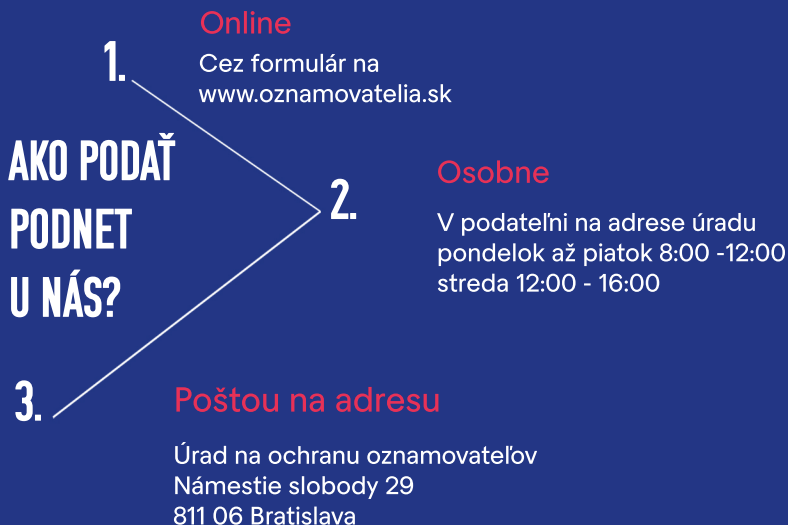 AKO PODAŤ
PODNET
U NÁS?
1.
Online
Cez formulár na
www.oznamovatelia.sk
2.
Osobne
V podateľni na adrese úradu
pondelok až piatok 8:00 -12:00
streda 12:00 - 16:00
3.
Poštou na adresu
Úrad na ochranu oznamovateľov
Námestie slobody 29
811 06 Bratislava